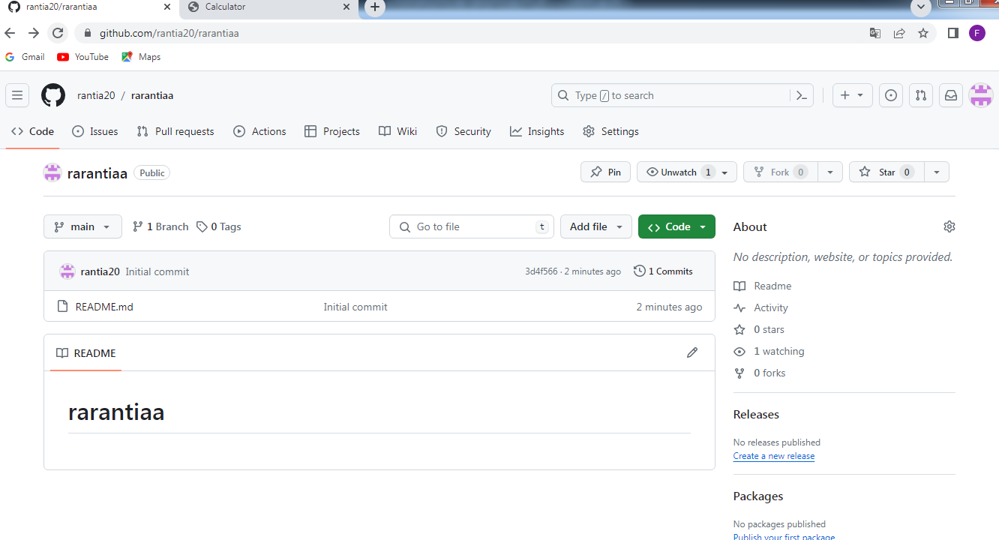 rantia20/rarantiaa Calculator
github.com/rantia20/rarantiaa F
Gmail YouTube Maps
rantia20 / rarantiaa Type / to search
Code Issues Pull requests Actions Projects Wiki Security Insights Settings
rarantiaa Public Pin Unwatch 1 Fork 0 Star 0
main 1 Branch 0 Tags Go to file t Add file Code About
No description, website, or topics provided.
rantia20 Initial commit 3d4f566 · 2 minutes ago 1 Commits
README.md Initial commit 2 minutes ago
README
rarantiaa
Readme
Activity
0 stars
1 watching
0 forks
Releases
No releases published
Create a new release
Packages
No packages published
Publish your first package